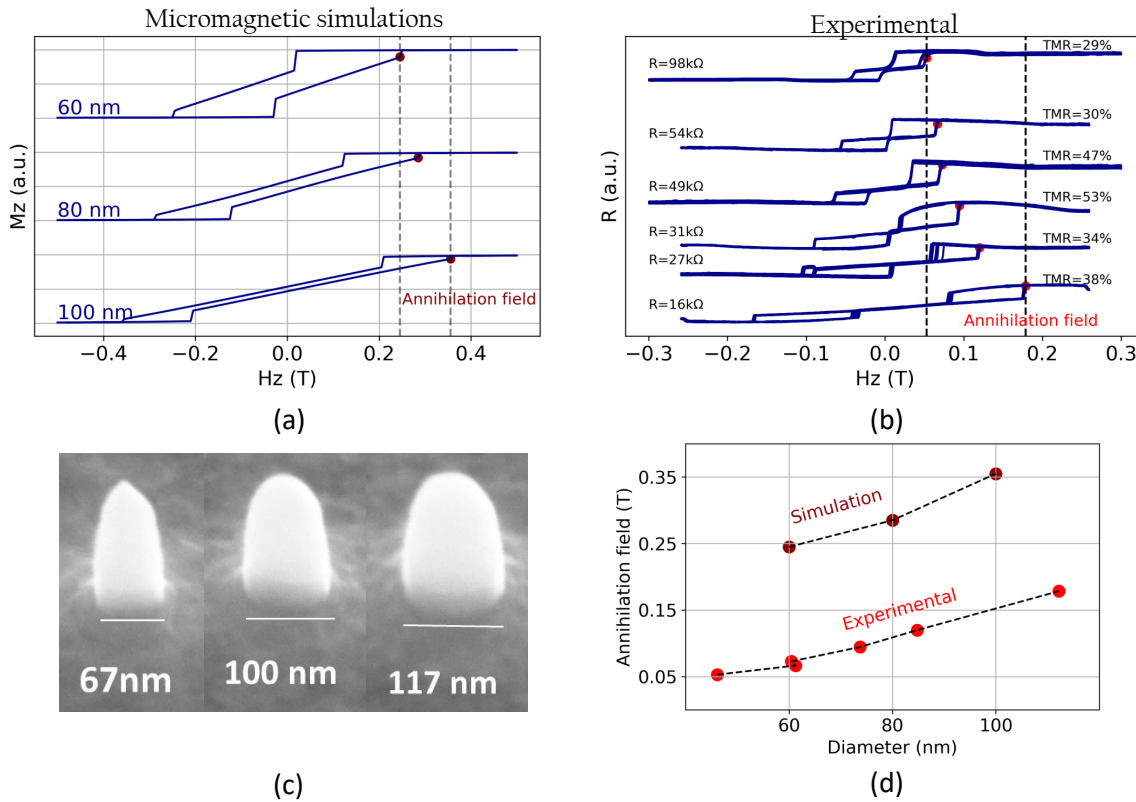 Micromagnetic simulations
Mz (a.u.)
60 nm
80 nm
100 nm
Annihilation field
−0.4 −0.2 0.0 0.2 0.4
Hz (T)
(a)
Experimental
R (a.u.)
R=98kΩ
TMR=29%
R=54kΩ
TMR=30%
R=49kΩ
TMR=47%
R=31kΩ
TMR=53%
R=27kΩ
TMR=34%
R=16kΩ
TMR=38%
Annihilation field
−0.3 −0.2 −0.1 0.0 0.1 0.2 0.3
Hz (T)
(b)
67nm
100 nm
117 nm
(c)
Annihilation field (T)
0.35
0.25
0.15
0.05
Simulation
Experimental
60 80 100
Diameter (nm)
(d)